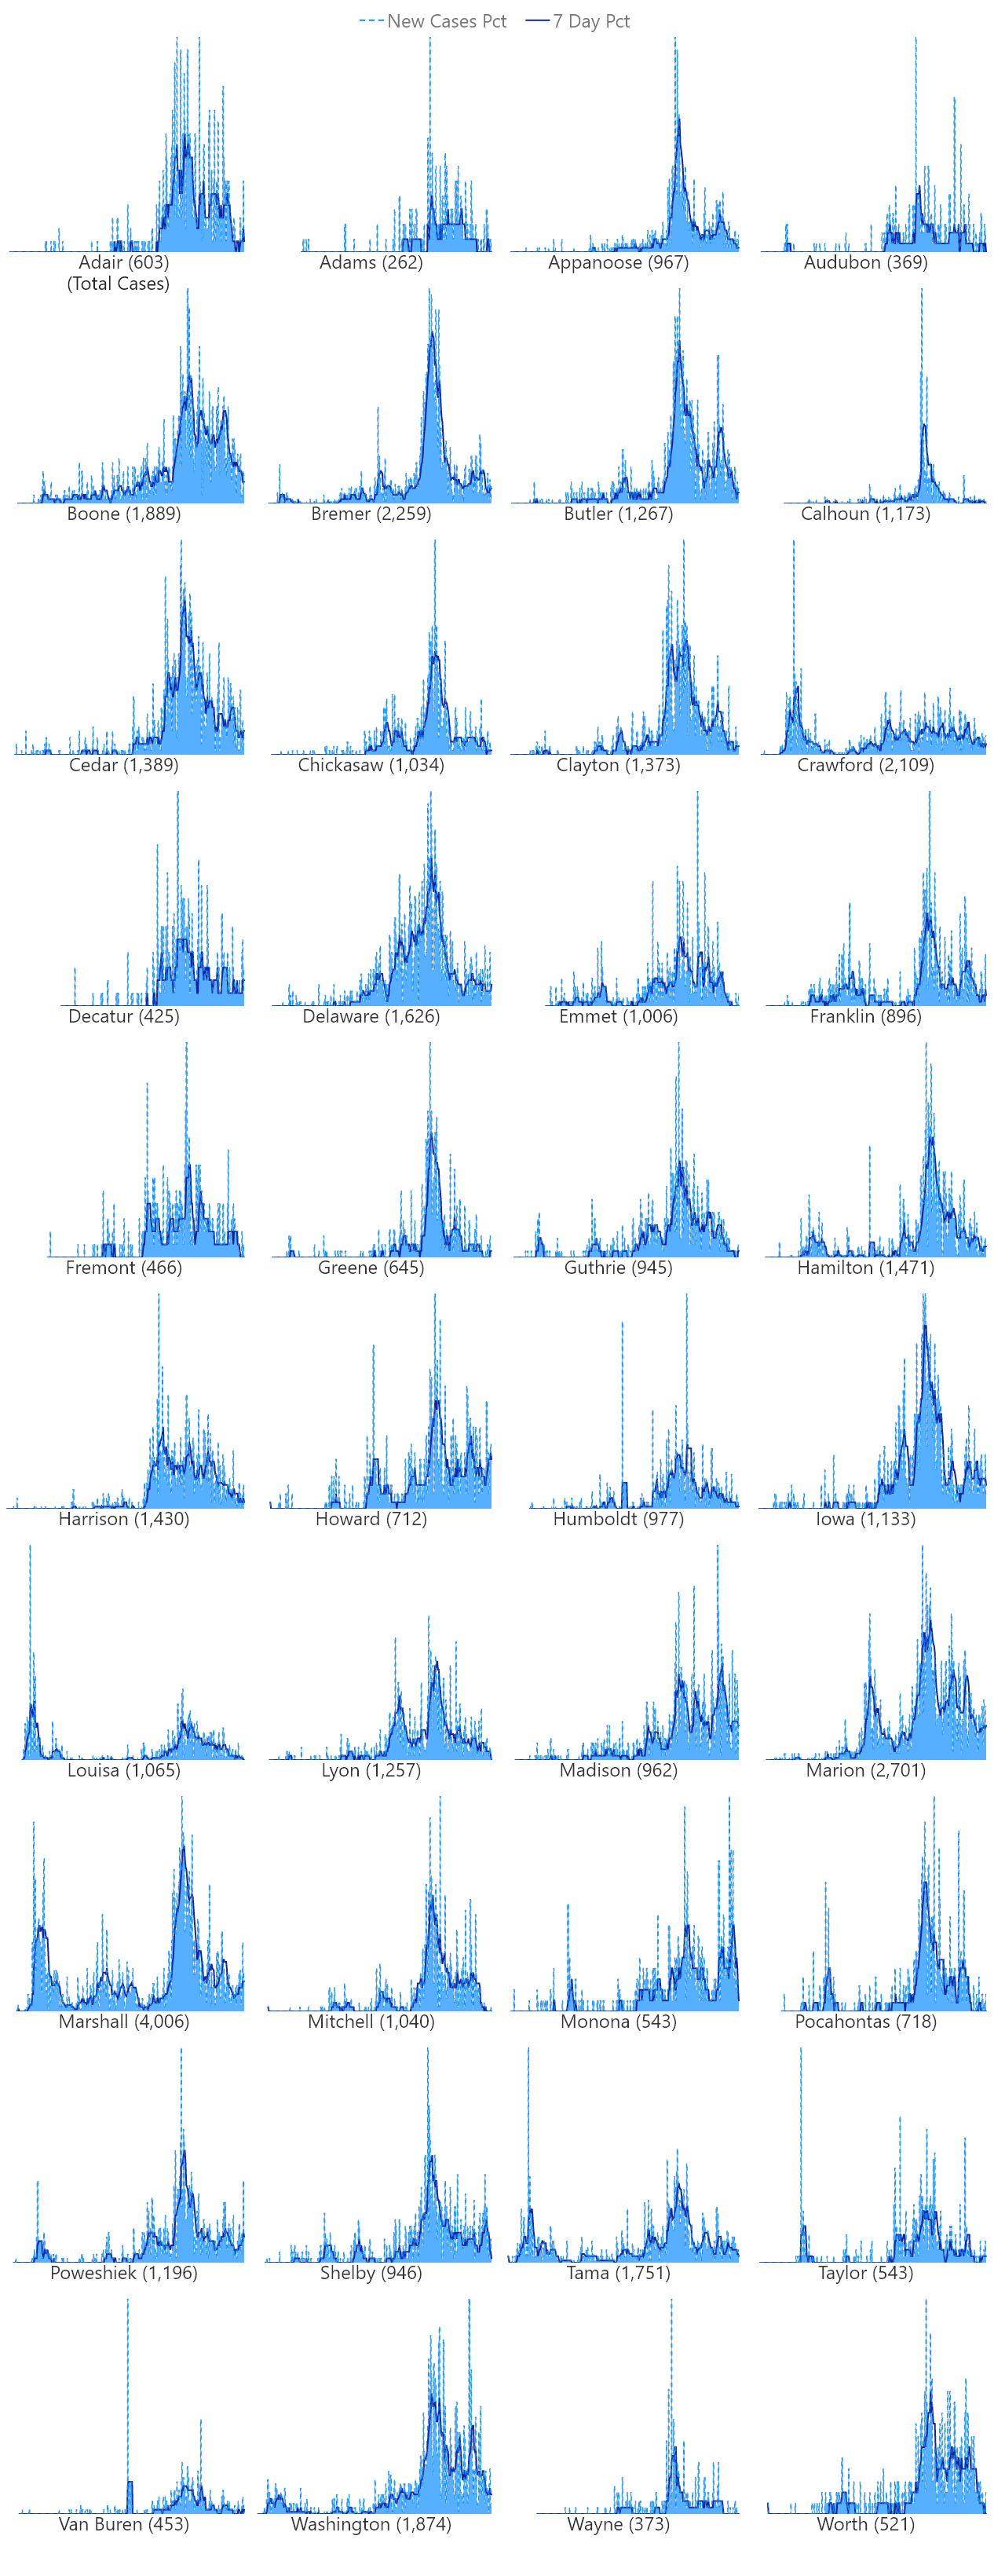 New Cases Pct 7 Day Pct
Adair (603) Adams (262) Appanoose (967) Audubon (369)
(Total Cases)
Boone (1,889) Bremer (2,259) Butler (1,267) Calhoun (1,173)
Cedar (1,389) Chickasaw (1,034) Clayton (1,373) Crawford (2,109)
Decatur (425) Delaware (1,626) Emmet (1,006) Franklin (896)
Fremont (466) Greene (645) Guthrie (945) Hamilton (1,471)
Harrison (1,430) Howard (712) Humboldt (977) Iowa (1,133)
Louisa (1,065) Lyon (1,257) Madison (962) Marion (2,701)
Marshall (4,006) Mitchell (1,040) Monona (543) Pocahontas (718)
Poweshiek (1,196) Shelby (946) Tama (1,751) Taylor (543)
Van Buren (453) Washington (1,874) Wayne (373) Worth (521)